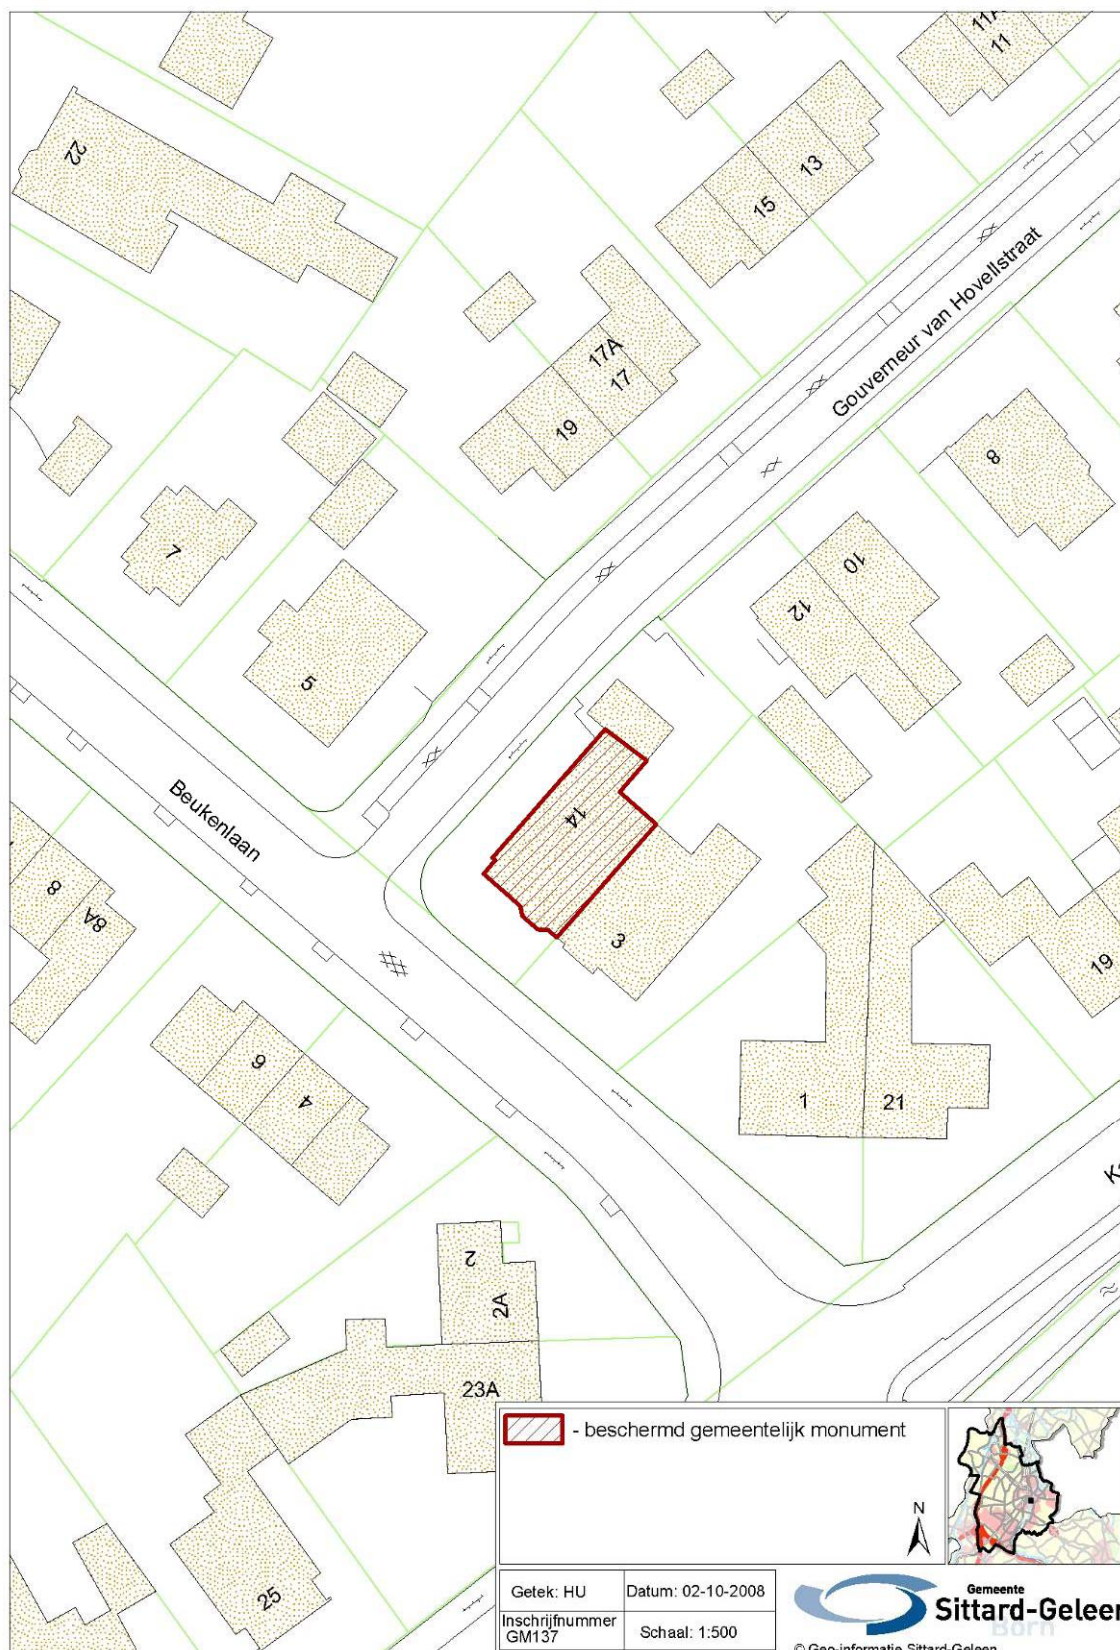 11A
11
22
13
15
Gouverneur van Hovellstraat
17A
17
19
8
7
10
12
5
14
Beukenlaan
8
8A
3
19
6
4
1
21
2
2A
23A
25
- beschermd gemeentelijk monument
N
Getek: HU
Datum: 02-10-2008
Inschrijfnummer
GM137
Schaal: 1:500
Gemeente
Sittard-Geleen
Born
© Geo-informatie Sittard-Geleen